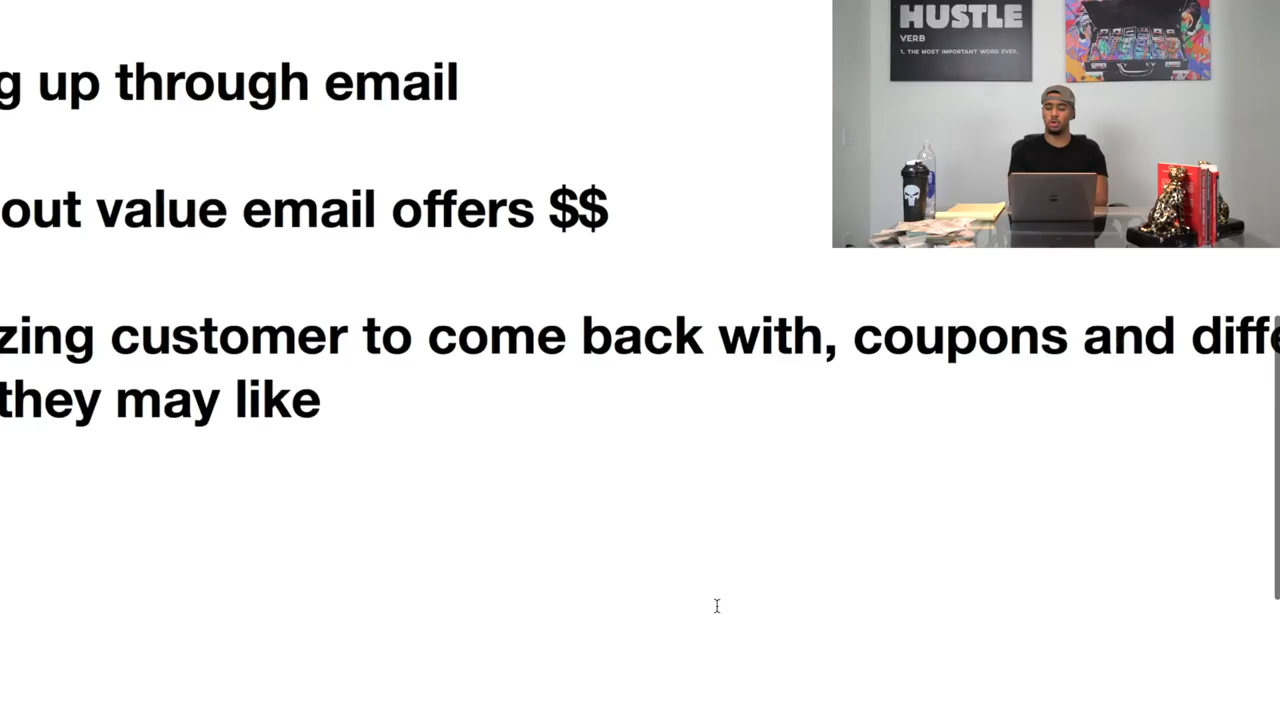 HUSTLE
VERB
1. THE MOST IMPORTANT WORD EVER.
g up through email
out value email offers $$
zing customer to come back with, coupons and diffe
they may like